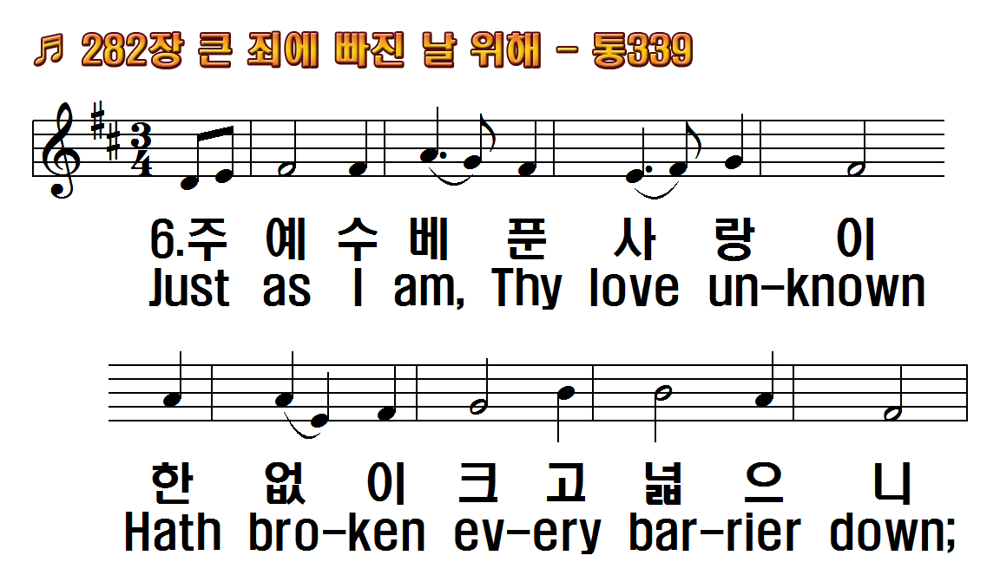 ♬ 282장 큰 죄에 빠진 날 위해 - 통339
3
4
6.주 예 수 베 푼 사 랑 이
Just as I am, Thy love un-known
한 없 이 크 고 넓 으 니
Hath bro-ken ev-ery bar-rier down;